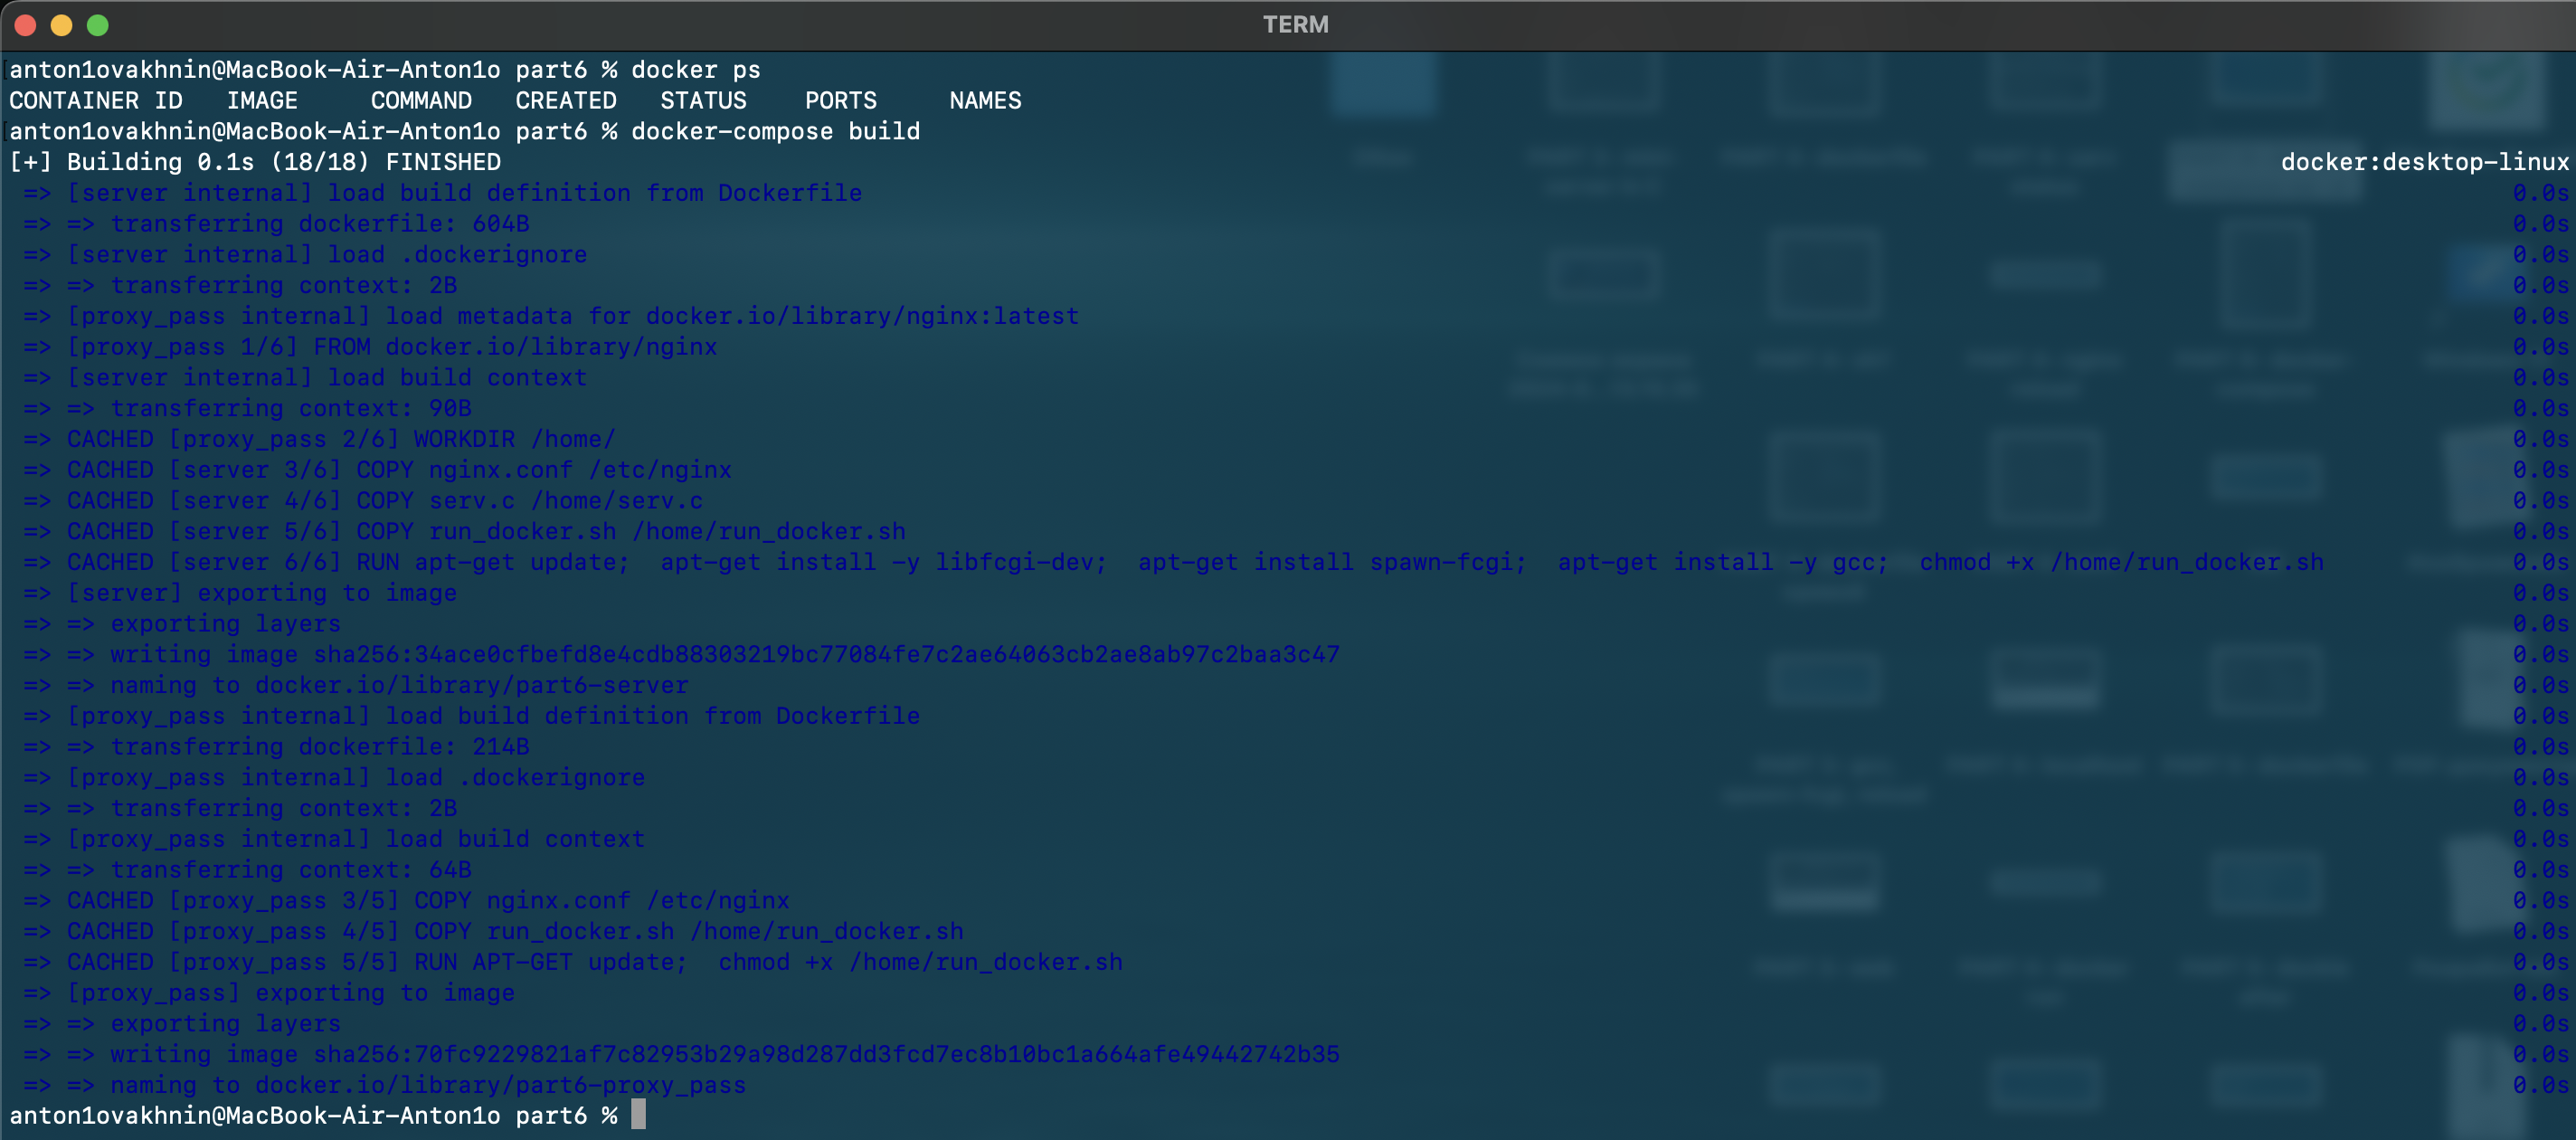 TERM
anton1ovakhnin@MacBook-Air-Anton1o part6 % docker ps
CONTAINER ID   IMAGE     COMMAND   CREATED   STATUS    PORTS     NAMES
anton1ovakhnin@MacBook-Air-Anton1o part6 % docker-compose build
[+] Building 0.1s (18/18) FINISHED docker:desktop-linux
=> [server internal] load build definition from Dockerfile 0.0s
=> => transferring dockerfile: 604B 0.0s
=> [server internal] load .dockerignore 0.0s
=> => transferring context: 2B 0.0s
=> [proxy_pass internal] load metadata for docker.io/library/nginx:latest 0.0s
=> [proxy_pass 1/6] FROM docker.io/library/nginx 0.0s
=> [server internal] load build context 0.0s
=> => transferring context: 90B 0.0s
=> CACHED [proxy_pass 2/6] WORKDIR /home/ 0.0s
=> CACHED [server 3/6] COPY nginx.conf /etc/nginx 0.0s
=> CACHED [server 4/6] COPY serv.c /home/serv.c 0.0s
=> CACHED [server 5/6] COPY run_docker.sh /home/run_docker.sh 0.0s
=> CACHED [server 6/6] RUN apt-get update;  apt-get install -y libfcgi-dev;  apt-get install spawn-fcgi;  apt-get install -y gcc;  chmod +x /home/run_docker.sh 0.0s
=> [server] exporting to image 0.0s
=> => exporting layers 0.0s
=> => writing image sha256:34ace0cfbefd8e4cdb88303219bc77084fe7c2ae64063cb2ae8ab97c2baa3c47 0.0s
=> => naming to docker.io/library/part6-server 0.0s
=> [proxy_pass internal] load build definition from Dockerfile 0.0s
=> => transferring dockerfile: 214B 0.0s
=> [proxy_pass internal] load .dockerignore 0.0s
=> => transferring context: 2B 0.0s
=> [proxy_pass internal] load build context 0.0s
=> => transferring context: 64B 0.0s
=> CACHED [proxy_pass 3/5] COPY nginx.conf /etc/nginx 0.0s
=> CACHED [proxy_pass 4/5] COPY run_docker.sh /home/run_docker.sh 0.0s
=> CACHED [proxy_pass 5/5] RUN APT-GET update;  chmod +x /home/run_docker.sh 0.0s
=> [proxy_pass] exporting to image 0.0s
=> => exporting layers 0.0s
=> => writing image sha256:70fc9229821af7c82953b29a98d287dd3fcd7ec8b10bc1a664afe49442742b35 0.0s
=> => naming to docker.io/library/part6-proxy_pass 0.0s
anton1ovakhnin@MacBook-Air-Anton1o part6 %